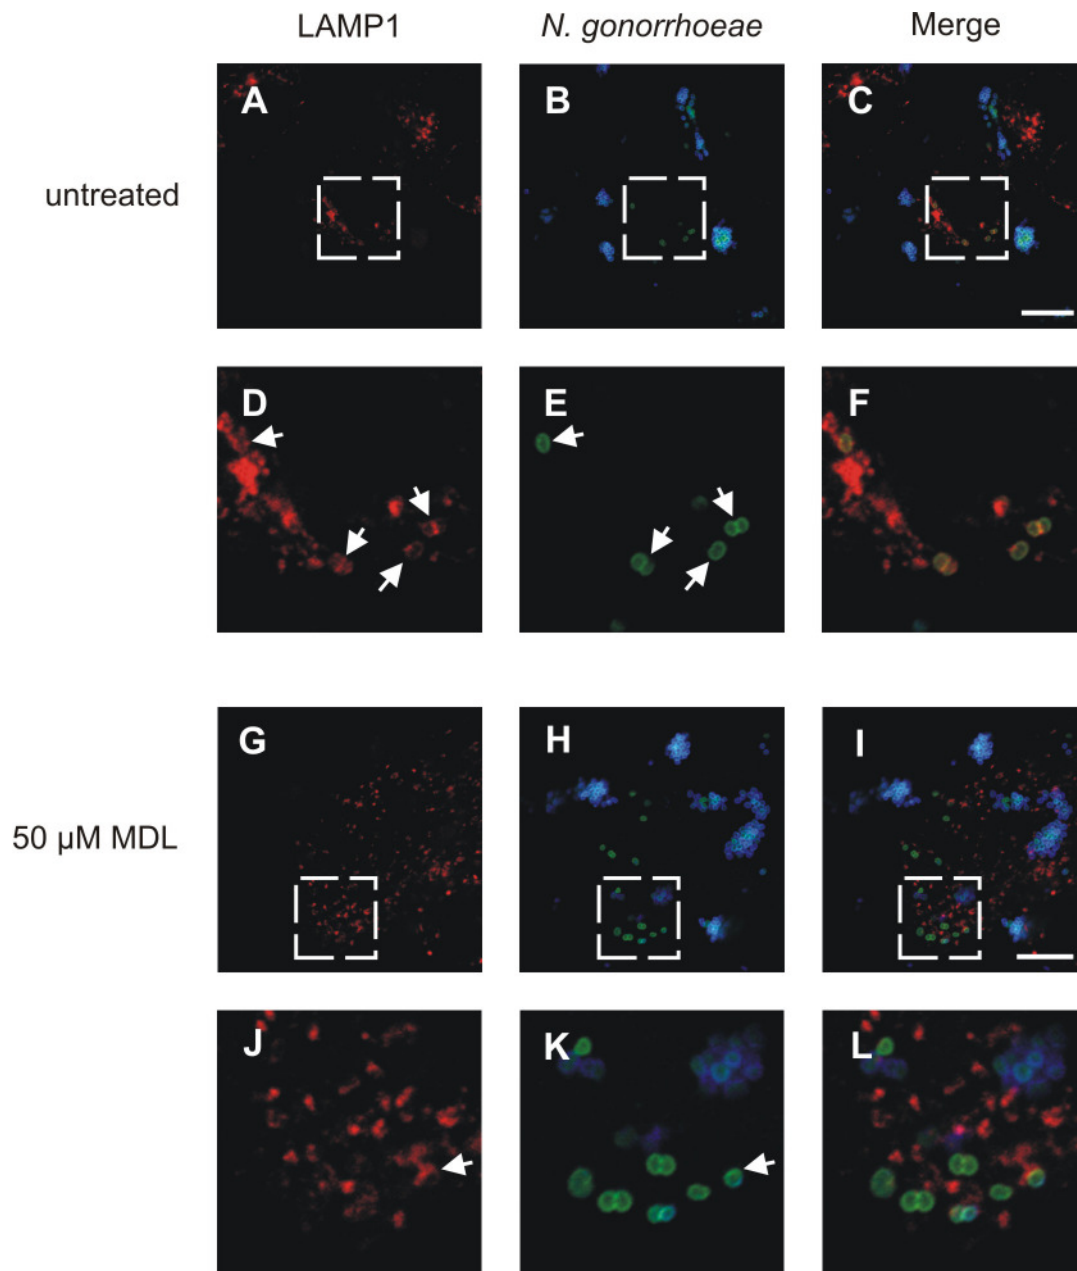 LAMP1 N. gonorrhoeae Merge
untreated
A B C
D E F
50 µM MDL
G H I
J K L